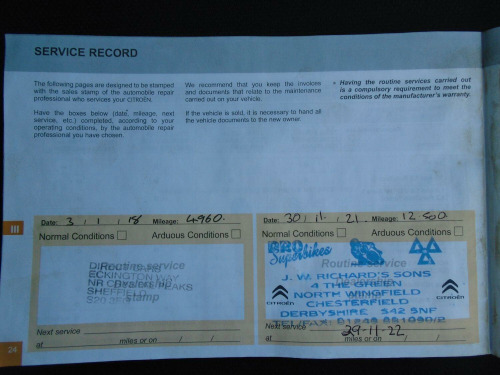 SERVICE RECORD
The following pages are designed to be stamped
with the sales stamp of the automobile repair
professional who services your CITROËN.
Have the boxes below (date, mileage, next
service, etc.) completed, according to your
operating conditions, by the automobile repair
professional you have chosen.
We recommend that you keep the invoices
and documents that relate to the maintenance
carried out on your vehicle.
If the vehicle is sold, it is necessary to hand all
the vehicle documents to the new owner.
• Having the routine services carried out
is a compulsory requirement to meet the
conditions of the manufacturer's warranty.
III
Date: 3 / 1 / 18 Mileage: 4960.
Normal Conditions Arduous Conditions
Routine service
ECKINGTON WAY
Dealership
SHEFFIELD
stamp
Next service
at miles or on / /
Date: 30 / 11 / 21. Mileage: 12500
Normal Conditions Arduous Conditions
Superbikes
Routine service
J. W. RICHARD'S SONS
4 THE GREEN
NORTH WINGFIELD
CHESTERFIELD
DERBYSHIRE S42 5NF
CITROËN CITROËN
Next service 29-11-22
at miles or on / /
24